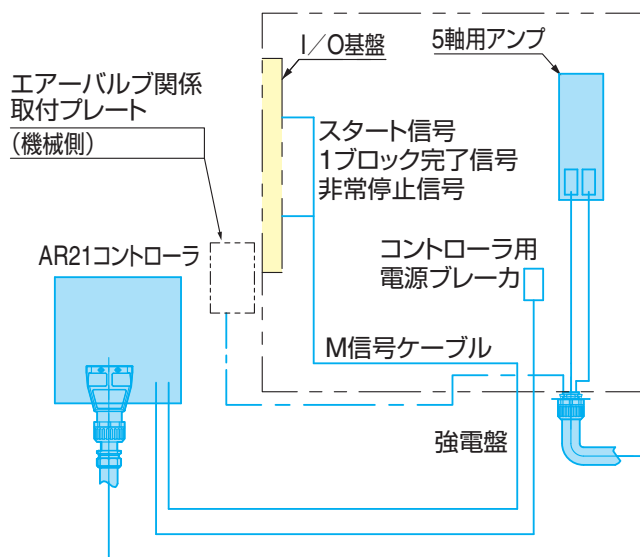 I／O基盤
5軸用アンプ
エアーバルブ関係
取付プレート
（機械側）
スタート信号
1ブロック完了信号
非常停止信号
AR21コントローラ
コントローラ用
電源ブレーカ
M信号ケーブル
強電盤